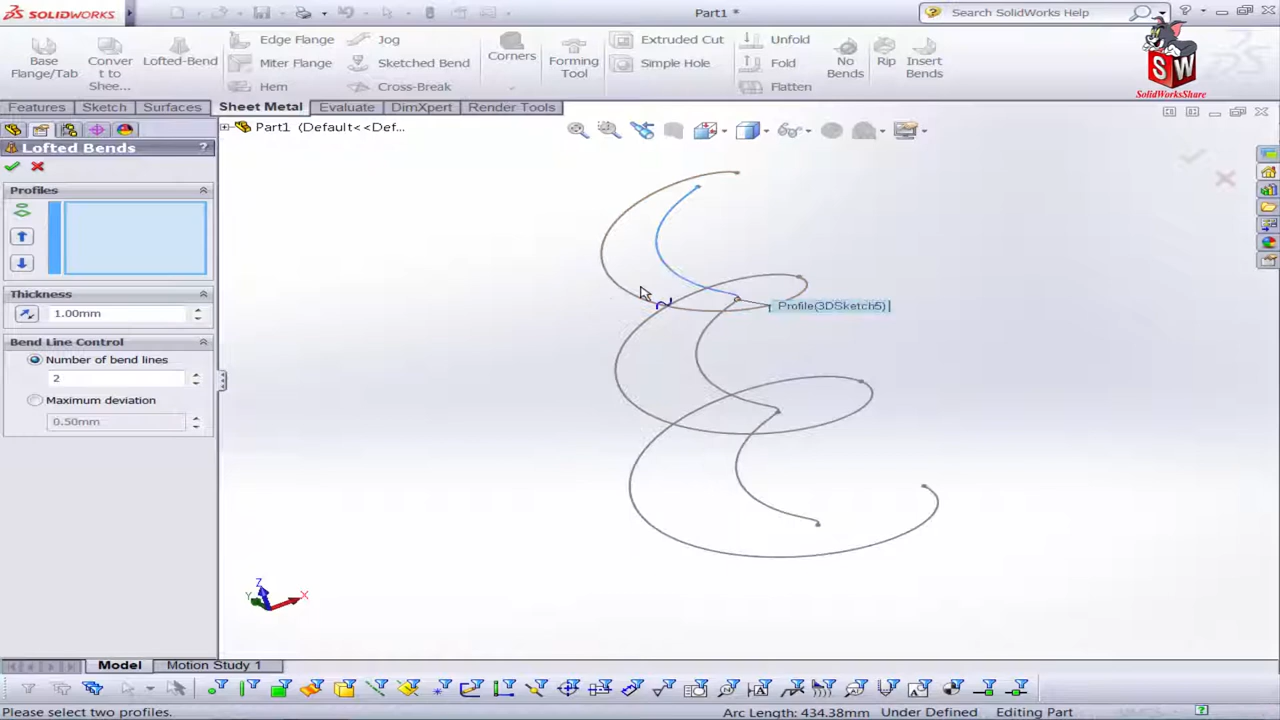 SOLIDWORKS
Part1 *
Search SolidWorks Help
Base Flange/Tab
Convert to Shee...
Lofted-Bend
Edge Flange
Miter Flange
Hem
Jog
Sketched Bend
Cross-Break
Corners
Forming Tool
Extruded Cut
Simple Hole
Unfold
Fold
Flatten
No Bends
Rip
Insert Bends
SW
SolidWorksShare
Features
Sketch
Surfaces
Sheet Metal
Evaluate
DimXpert
Render Tools
Part1 (Default<<Def...
Lofted Bends
?
Profiles
Thickness
1.00mm
Bend Line Control
Number of bend lines
2
Maximum deviation
0.50mm
Profile(3DSketch5)
Z
Y
X
Model
Motion Study 1
Please select two profiles.
Arc Length: 434.38mm
Under Defined
Editing Part